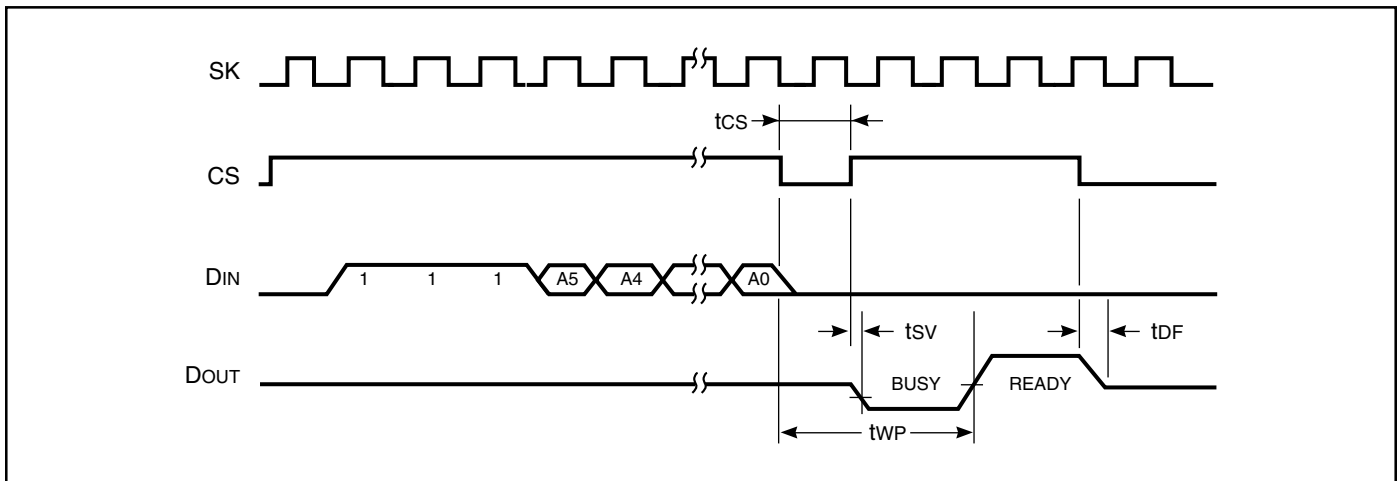 SK
tCS
CS
DIN
1 1 1 A5 A4 A0
tSV
tDF
DOUT
BUSY
READY
tWP